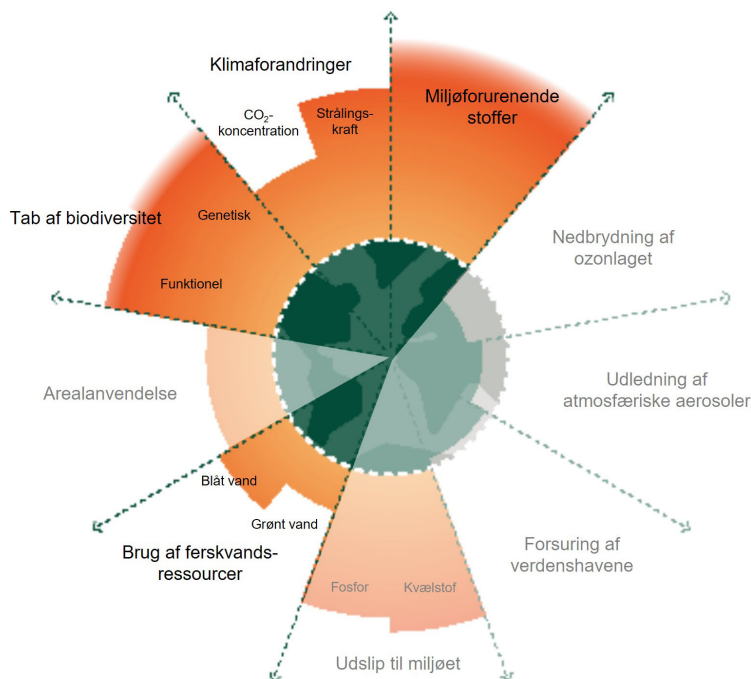 Klimaforandringer
CO₂-
koncentration
Strålings-
kraft
Miljøforurenende
stoffer
Tab af biodiversitet
Genetisk
Funktionel
Nedbrydning af
ozonlaget
Arealanvendelse
Udledning af
atmosfæriske aerosoler
Blåt vand
Grønt vand
Brug af ferskvands-
ressourcer
Forsuring af
verdenshavene
Fosfor
Kvælstof
Udslip til miljøet